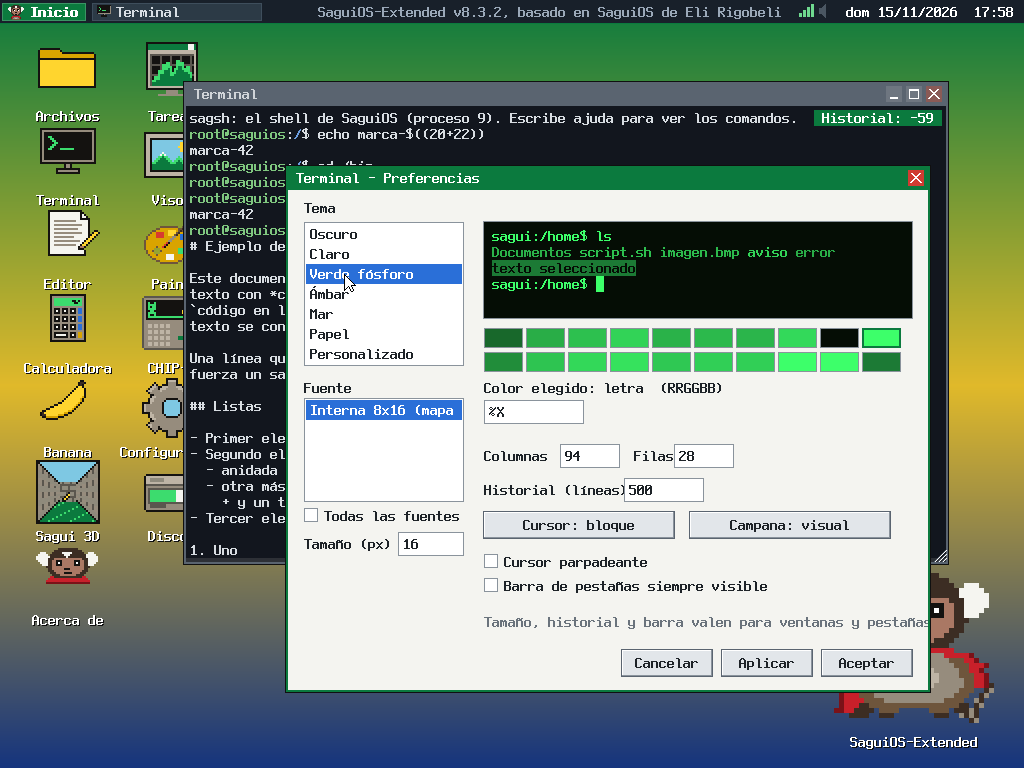 Inicio
Terminal
SaguiOS-Extended v8.3.2, basado en SaguiOS de Eli Rigobeli
dom 15/11/2026 17:58
Archivos
Tarea
Terminal
Viso
Editor
Pain
Calculadora
CHIP
Banana
Configur
Sagui 3D
Disco
Acerca de
Terminal
sagsh: el shell de SaguiOS (proceso 9). Escribe ajuda para ver los comandos.
Historial: -59
root@saguios:/$ echo marca-$((20+22))
marca-42
root@saguios:/$ cd /bin
root@saguios
root@saguios
marca-42
root@saguios
# Ejemplo de
Este documen
texto con *c
`código en l
texto se con
Una línea qu
fuerza un sa
## Listas
- Primer ele
- Segundo el
- anidada
- otra más
+ y un t
- Tercer ele
1. Uno
Terminal - Preferencias
Tema
Oscuro
Claro
Verde fósforo
Ámbar
Mar
Papel
Personalizado
Fuente
Interna 8x16 (mapa
Todas las fuentes
Tamaño (px) 16
sagui:/home$ ls
Documentos script.sh imagen.bmp aviso error
texto seleccionado
sagui:/home$
Color elegido: letra (RRGGBB)
%X
Columnas 94 Filas 28
Historial (líneas) 500
Cursor: bloque
Campana: visual
Cursor parpadeante
Barra de pestañas siempre visible
Tamaño, historial y barra valen para ventanas y pestañas
Cancelar
Aplicar
Aceptar
SaguiOS-Extended